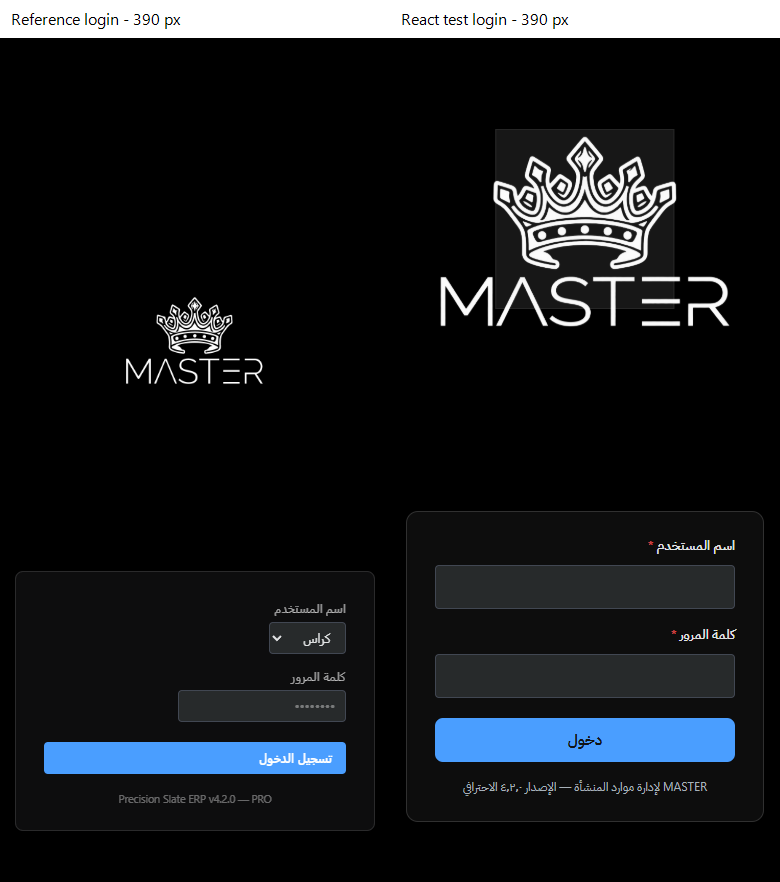 Reference login - 390 px
React test login - 390 px
MASTER
اسم المستخدم
كراس
كلمة المرور
••••••••
تسجيل الدخول
Precision Slate ERP v4.2.0 — PRO
MASTER
اسم المستخدم *
كلمة المرور *
دخول
MASTER لإدارة موارد المنشأة — الإصدار ٤,٢,٠ الاحترافي